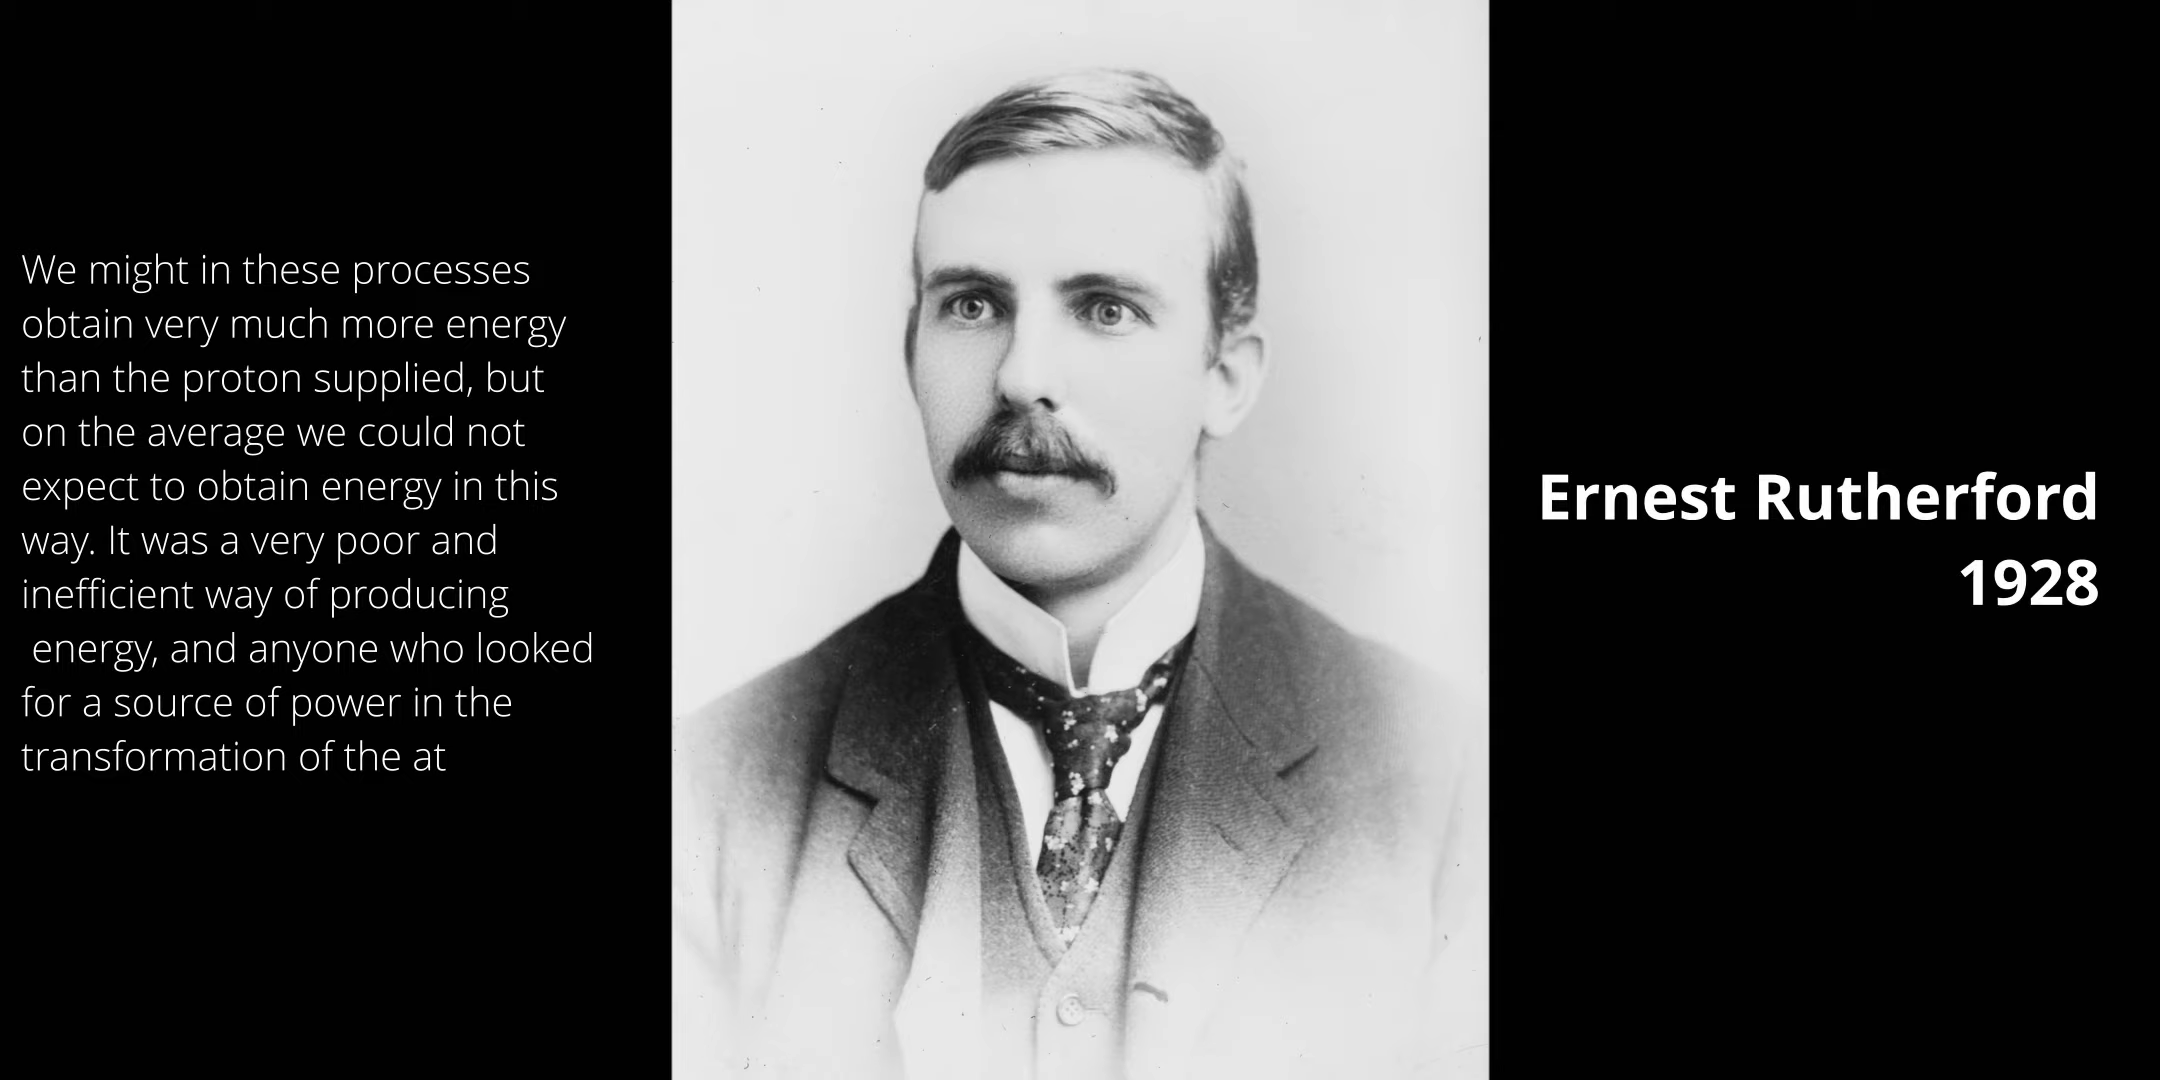 We might in these processes
obtain very much more energy
than the proton supplied, but
on the average we could not
expect to obtain energy in this
way. It was a very poor and
inefficient way of producing
energy, and anyone who looked
for a source of power in the
transformation of the at
Ernest Rutherford
1928